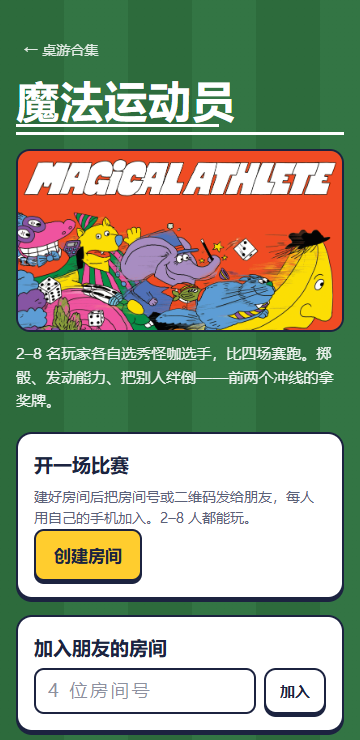 ← 桌游合集
魔法运动员
MAGICAL ATHLETE
2–8 名玩家各自选秀怪咖选手，比四场赛跑。掷
骰、发动能力、把别人绊倒——前两个冲线的拿
奖牌。
开一场比赛
建好房间后把房间号或二维码发给朋友，每人
用自己的手机加入。2–8 人都能玩。
创建房间
加入朋友的房间
4 位房间号
加入